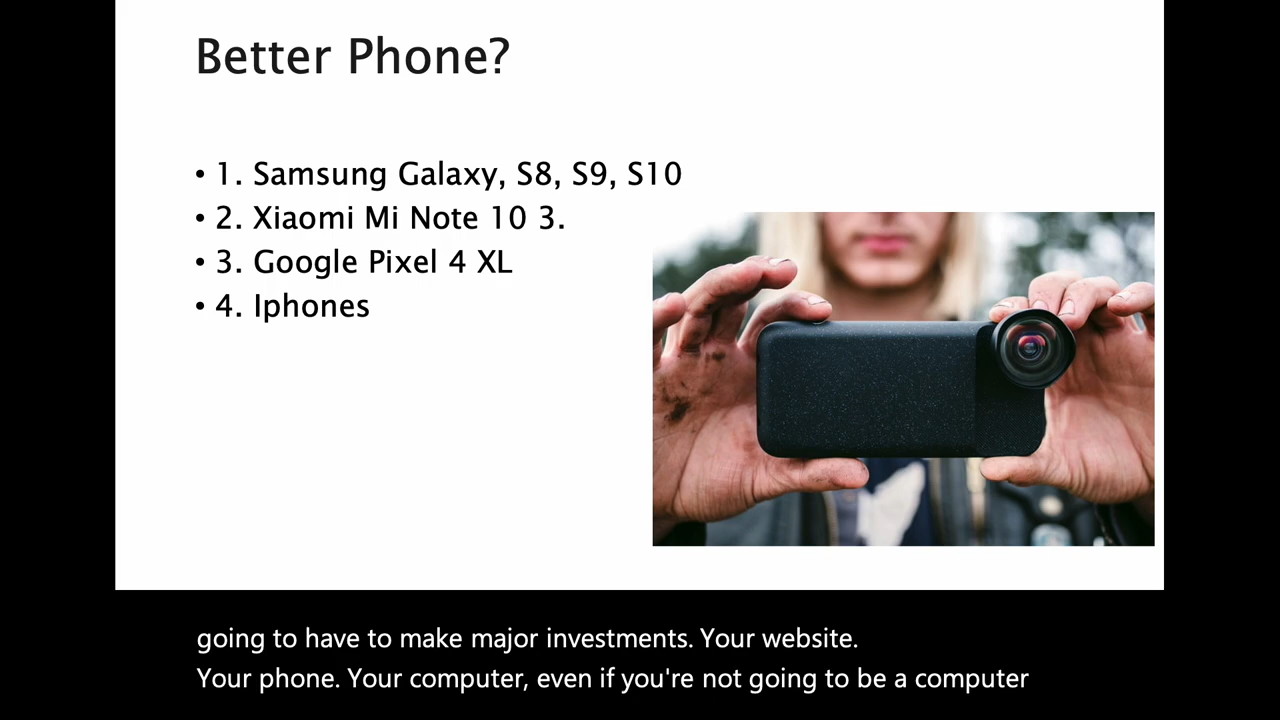 Better Phone?
• 1. Samsung Galaxy, S8, S9, S10
• 2. Xiaomi Mi Note 10 3.
• 3. Google Pixel 4 XL
• 4. Iphones
going to have to make major investments. Your website.
Your phone. Your computer, even if you're not going to be a computer